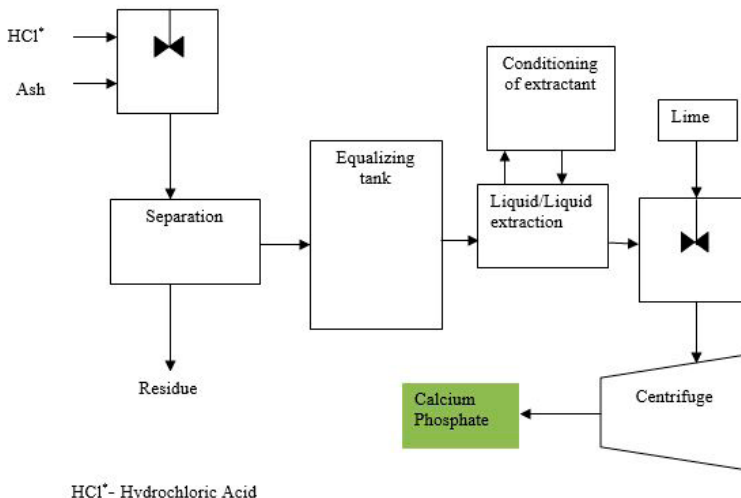 HCl*
Ash
Conditioning
of extractant
Lime
Equalizing
tank
Separation
Liquid/Liquid
extraction
Residue
Calcium
Phosphate
Centrifuge
HCl*- Hydrochloric Acid